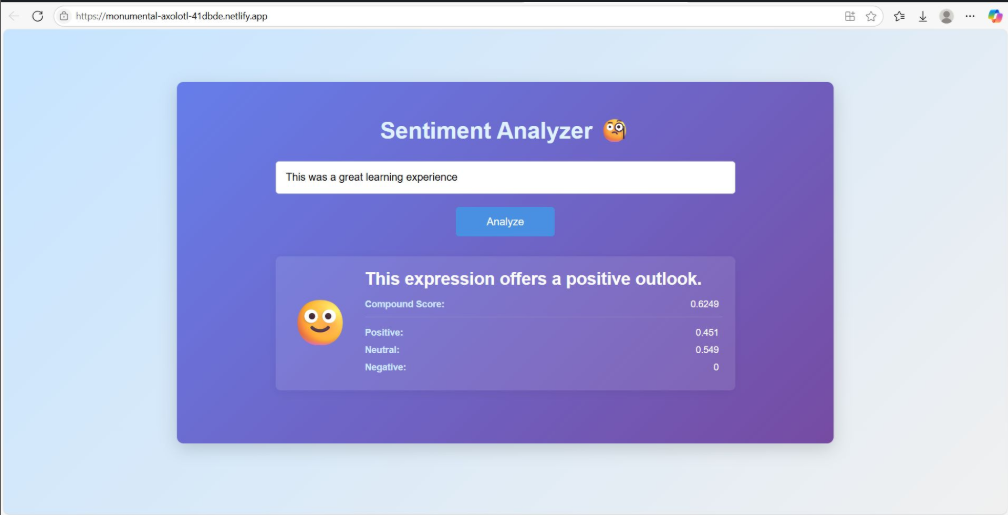 https://monumental-axolotl-41dbde.netlify.app
Sentiment Analyzer 🧐
This was a great learning experience
Analyze
This expression offers a positive outlook.
Compound Score: 0.6249
Positive: 0.451
Neutral: 0.549
Negative: 0